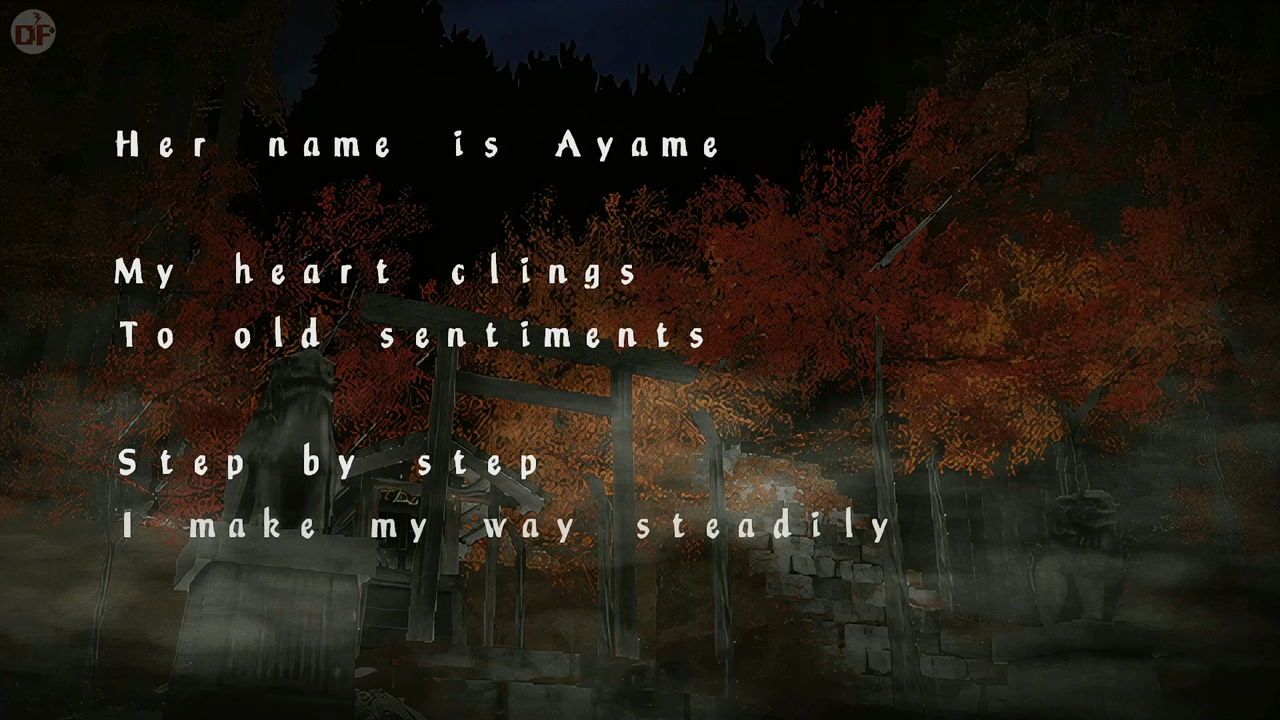 DF
Her name is Ayame
My heart clings
To old sentiments
Step by step
I make my way steadily